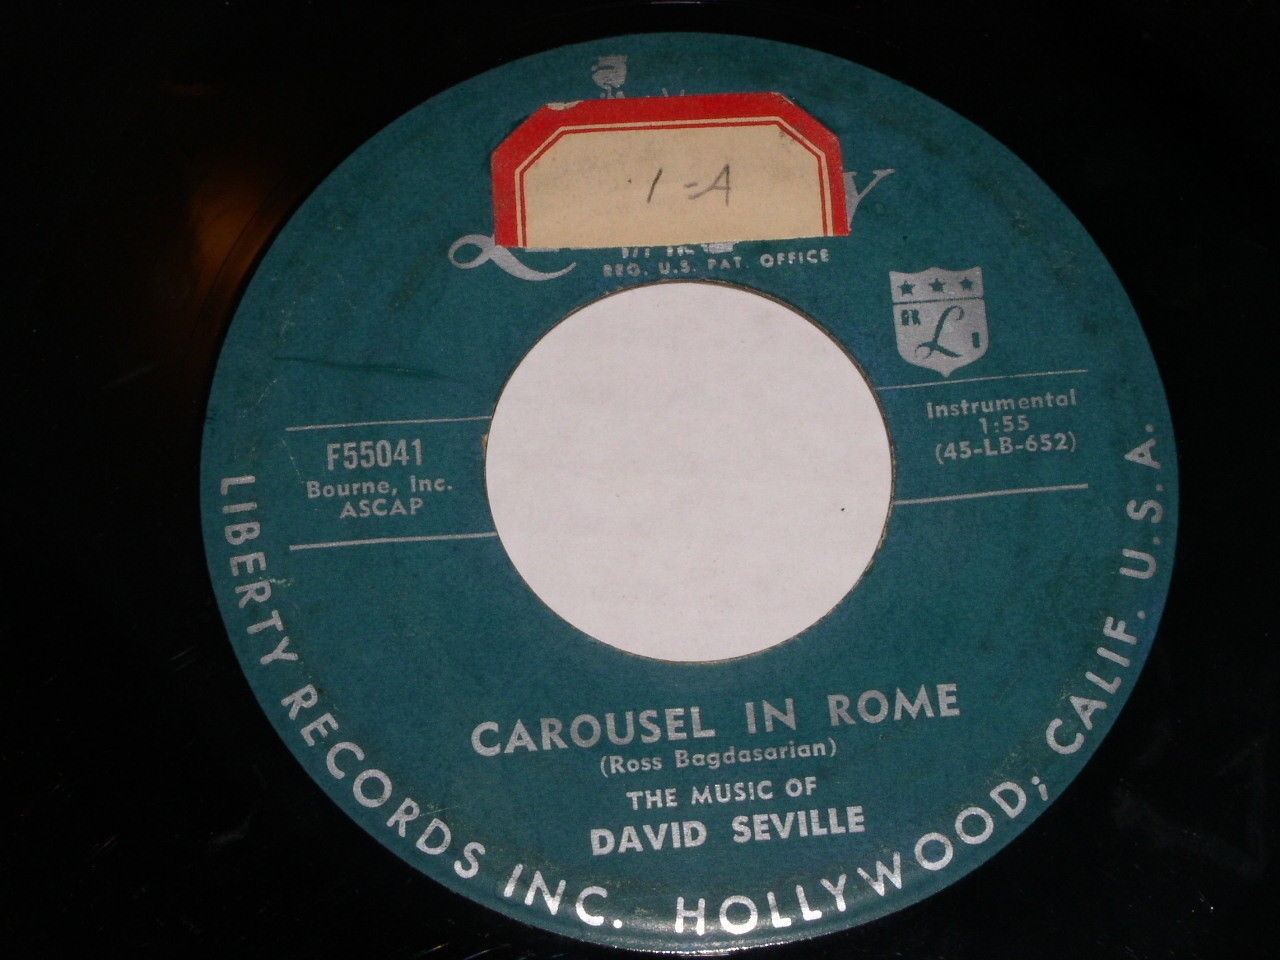 1-A
REG. U.S. PAT. OFFICE
L
F55041
Bourne, Inc.
ASCAP
Instrumental
1:55
(45-LB-652)
CAROUSEL IN ROME
(Ross Bagdasarian)
THE MUSIC OF
DAVID SEVILLE
LIBERTY RECORDS INC. HOLLYWOOD, CALIF. U.S.A.